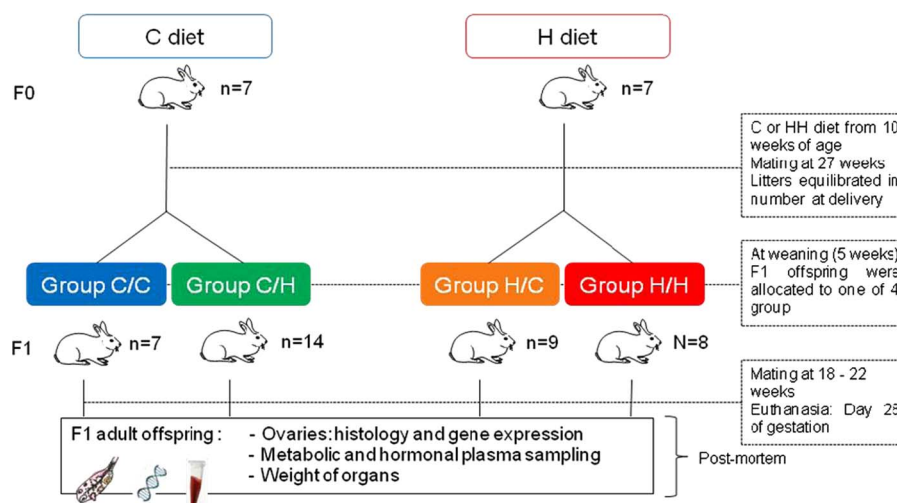 C diet
H diet
F0
n=7
n=7
C or HH diet from 10
weeks of age
Mating at 27 weeks
Litters equilibrated in
number at delivery
Group C/C
Group C/H
Group H/C
Group H/H
At weaning (5 weeks)
F1 offspring were
allocated to one of 4
group
F1
n=7
n=14
n=9
N=8
Mating at 18 - 22
weeks
Euthanasia: Day 28
of gestation
F1 adult offspring :
- Ovaries: histology and gene expression
- Metabolic and hormonal plasma sampling
- Weight of organs
Post-mortem